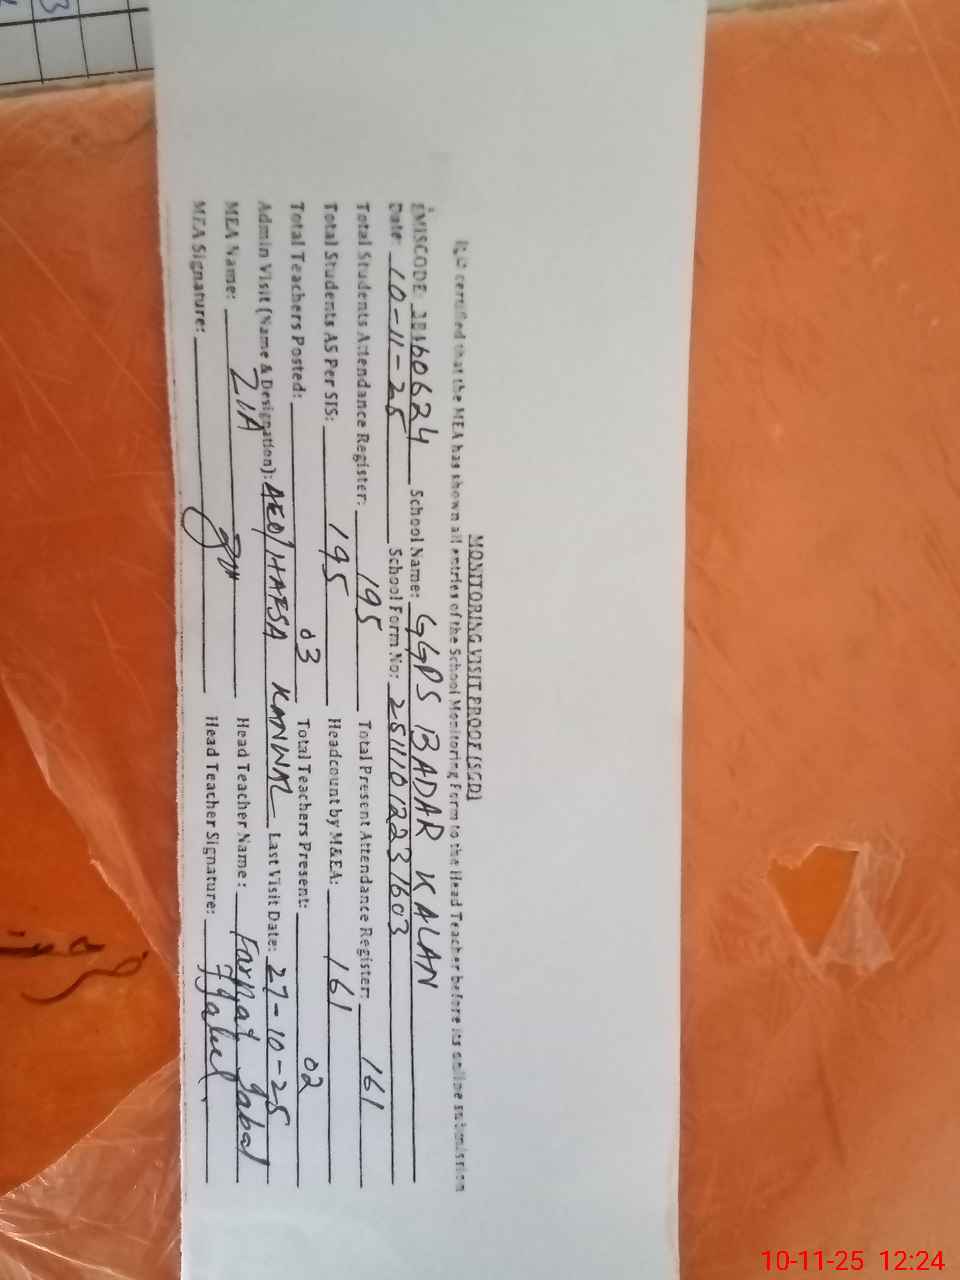 MONITORING VISIT PROOF (SGD)
It is certified that the MEA has shown all entries of the School Monitoring Form to the Head Teacher before its online submission
EMISCODE: 38460624 School Name: GGPS BADAR KALAN
Date: 10-11-25 School Form No: 251110122337603
Total Students Attendance Register: 195 Total Present Attendance Register: 161
Total Students AS Per SIS: 195 Headcount by M&EA: 161
Total Teachers Posted: 03 Total Teachers Present: 02
Admin Visit (Name & Designation): AEO/HAFSA KANWAL Last Visit Date: 27-10-25
MEA Name: ZIA Head Teacher Name: Farhat Iqbal
MEA Signature: Head Teacher Signature:
10-11-25 12:24